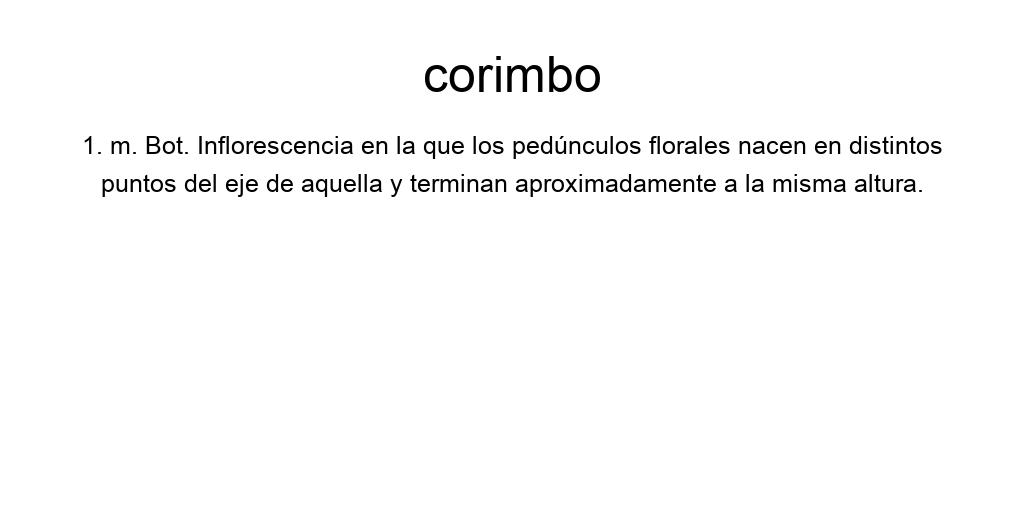 corimbo
1. m. Bot. Inflorescencia en la que los pedúnculos florales nacen en distintos
puntos del eje de aquella y terminan aproximadamente a la misma altura.